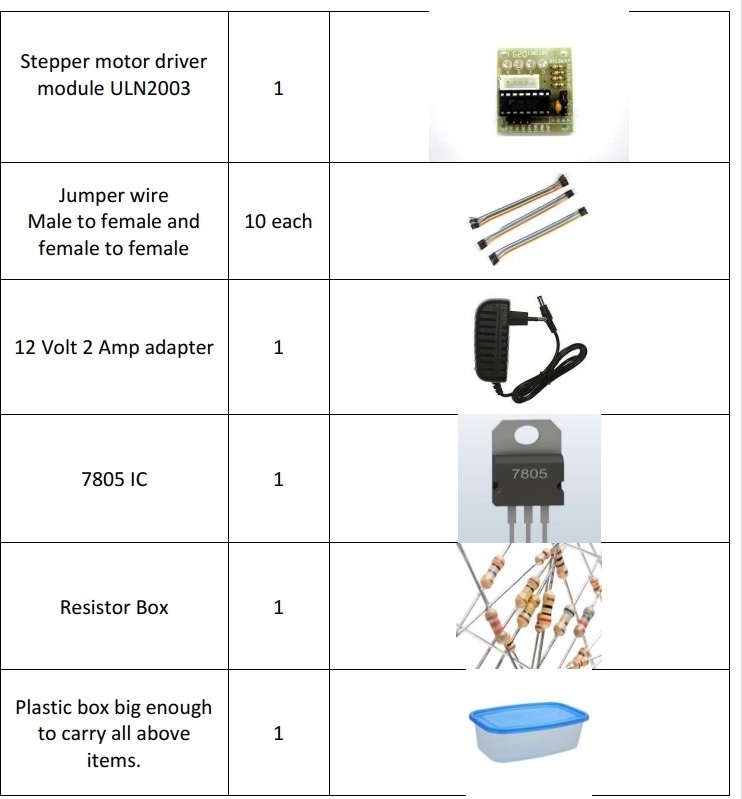 Stepper motor driver
module ULN2003
1
Jumper wire
Male to female and
female to female
10 each
12 Volt 2 Amp adapter
1
7805 IC
1
7805
Resistor Box
1
Plastic box big enough
to carry all above
items.
1